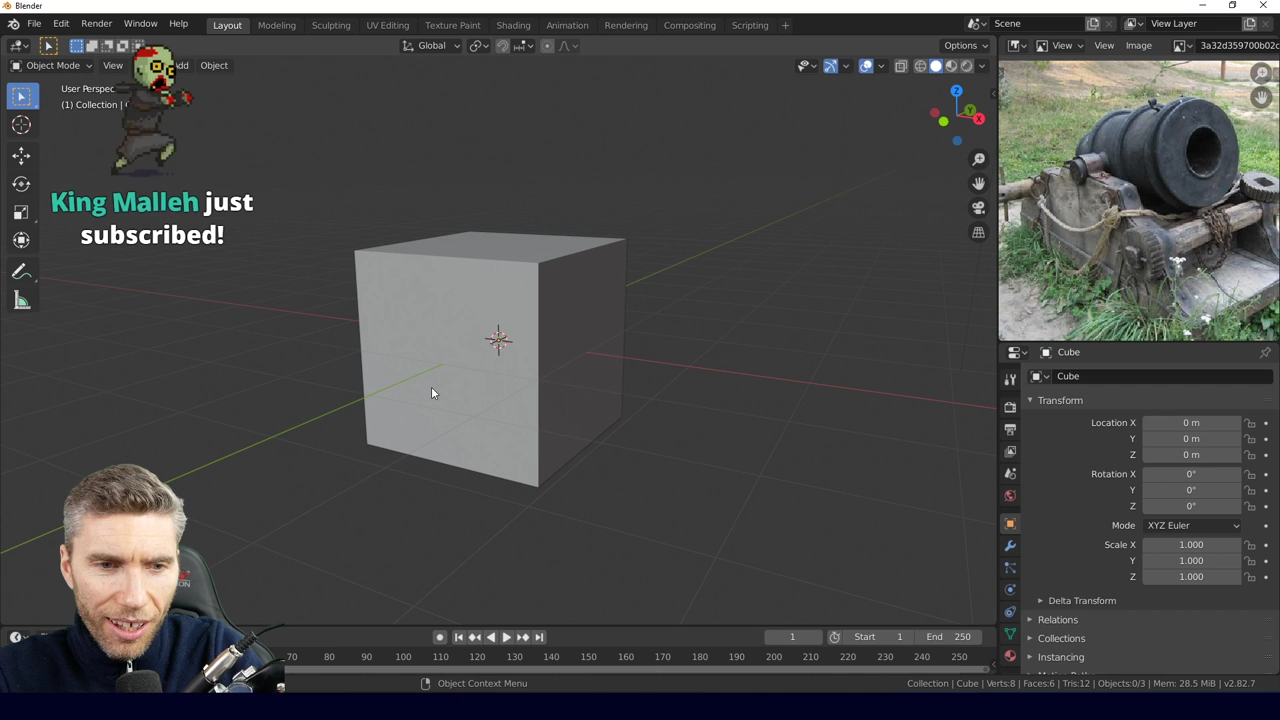 Blender
File Edit Render Window Help Layout Modeling Sculpting UV Editing Texture Paint Shading Animation Rendering Compositing Scripting + Scene View Layer
Global Options View View Image 3a32d359700b02c
Object Mode View Add Object
User Perspec
(1) Collection |
Z
Y
X
King Malleh just
subscribed!
Cube
Cube
Transform
Location X 0 m
Y 0 m
Z 0 m
Rotation X 0°
Y 0°
Z 0°
Mode XYZ Euler
Scale X 1.000
Y 1.000
Z 1.000
Delta Transform
Relations
Collections
Instancing
1 Start 1 End 250
70 80 90 100 110 120 130 140 150 160 170 180 190 200 210 220 230 240 250
Object Context Menu Collection | Cube | Verts:8 | Faces:6 | Tris:12 | Objects:0/3 | Mem: 28.5 MiB | v2.82.7